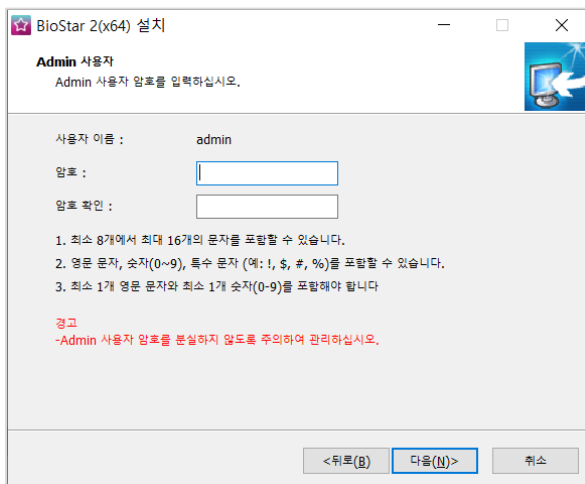 BioStar 2(x64) 설치
Admin 사용자
Admin 사용자 암호를 입력하십시오.
사용자 이름 : admin
암호 :
암호 확인 :
1. 최소 8개에서 최대 16개의 문자를 포함할 수 있습니다.
2. 영문 문자, 숫자(0~9), 특수 문자 (예: !, $, #, %)를 포함할 수 있습니다.
3. 최소 1개 영문 문자와 최소 1개 숫자(0-9)를 포함해야 합니다
경고
-Admin 사용자 암호를 분실하지 않도록 주의하여 관리하십시오.
<뒤로(B) 다음(N)> 취소